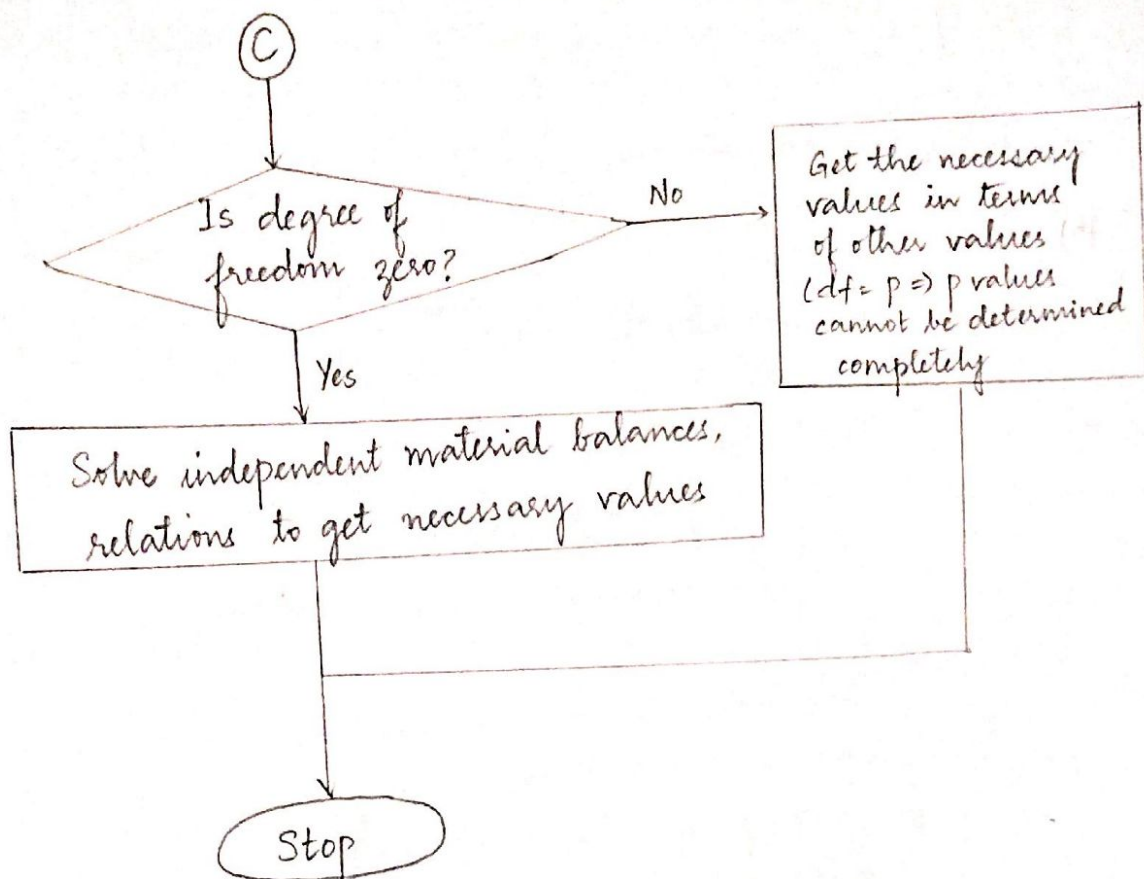 C
Is degree of
freedom zero?
No
Get the necessary
values in terms
of other values
(df = p => p values
cannot be determined
completely
Yes
Solve independent material balances,
relations to get necessary values
Stop